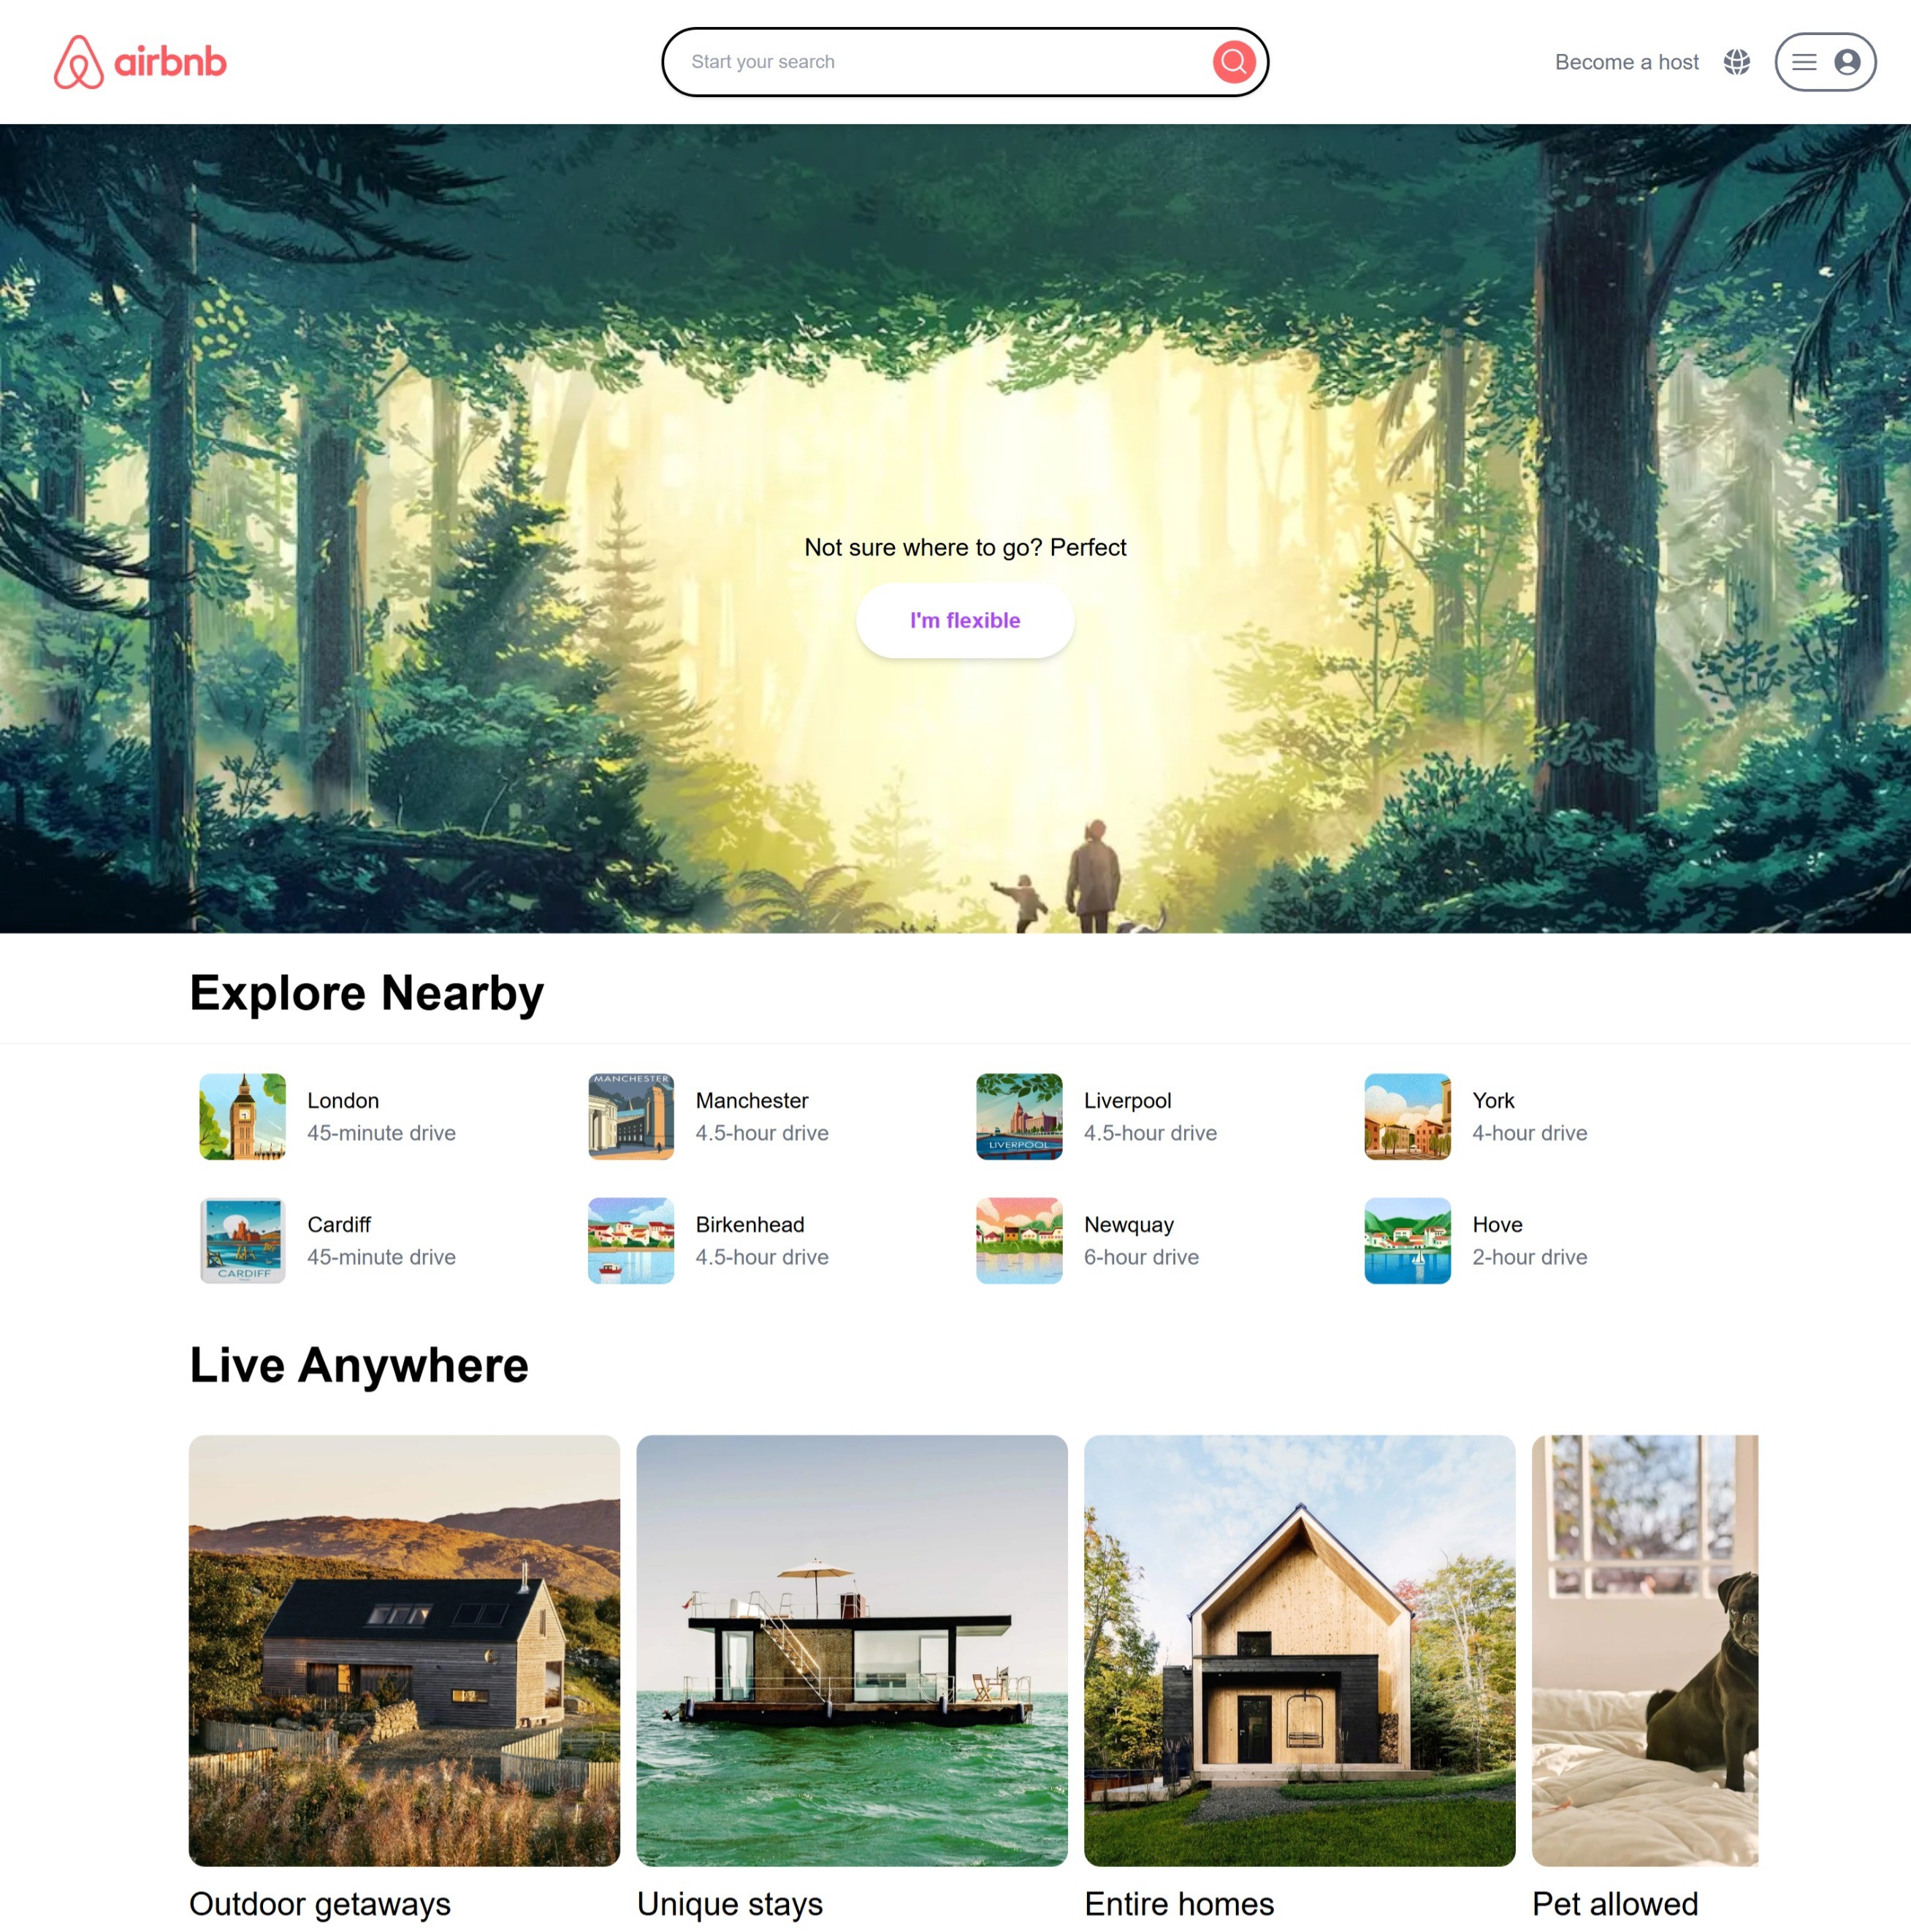 airbnb
Start your search
Become a host
Not sure where to go? Perfect
I'm flexible
Explore Nearby
London
45-minute drive
MANCHESTER
Manchester
4.5-hour drive
LIVERPOOL
Liverpool
4.5-hour drive
York
4-hour drive
CARDIFF
Cardiff
45-minute drive
Birkenhead
4.5-hour drive
Newquay
6-hour drive
Hove
2-hour drive
Live Anywhere
Outdoor getaways
Unique stays
Entire homes
Pet allowed